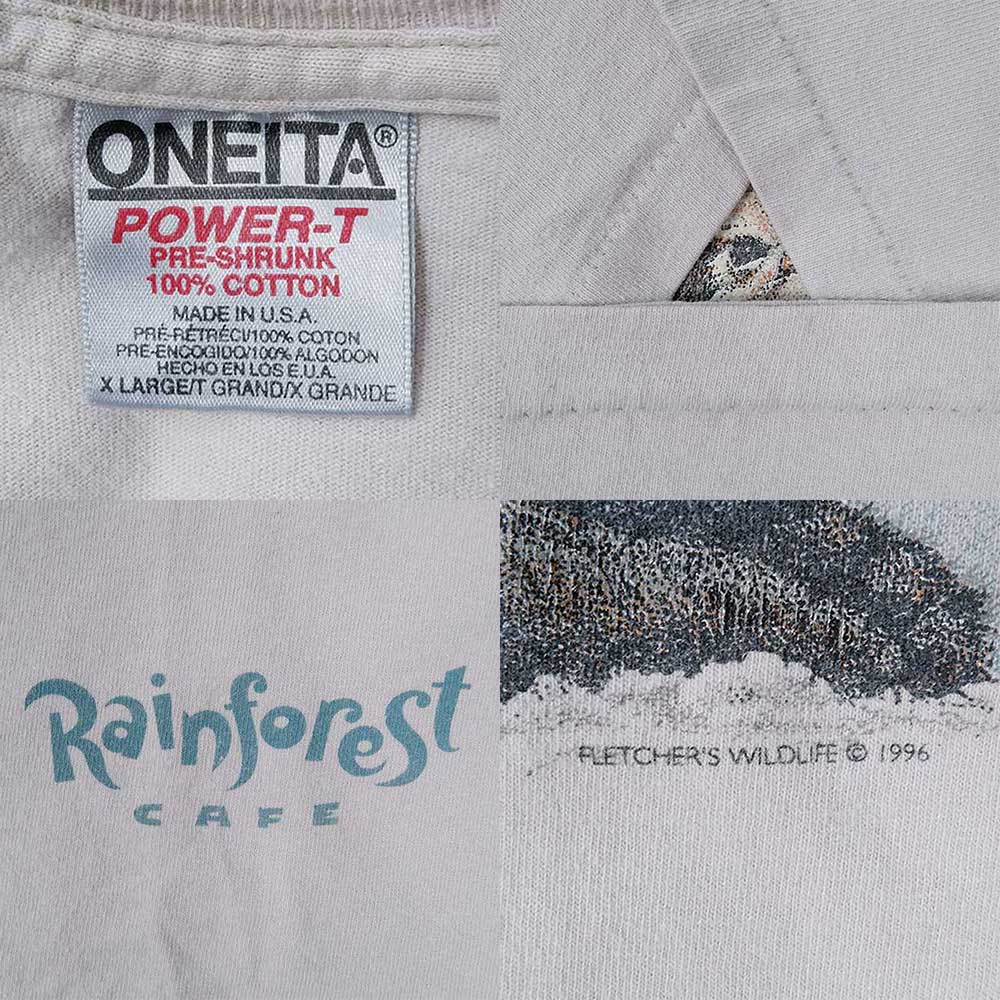 ONEITA®
POWER-T
PRE-SHRUNK
100% COTTON
MADE IN U.S.A.
PRÉ-RÉTRÉCI/100% COTON
PRE-ENCOGIDO/100% ALGODON
HECHO EN LOS E.U.A.
X LARGE/T GRAND/X GRANDE
Rainforest
CAFE
FLETCHER'S WILDLIFE © 1996